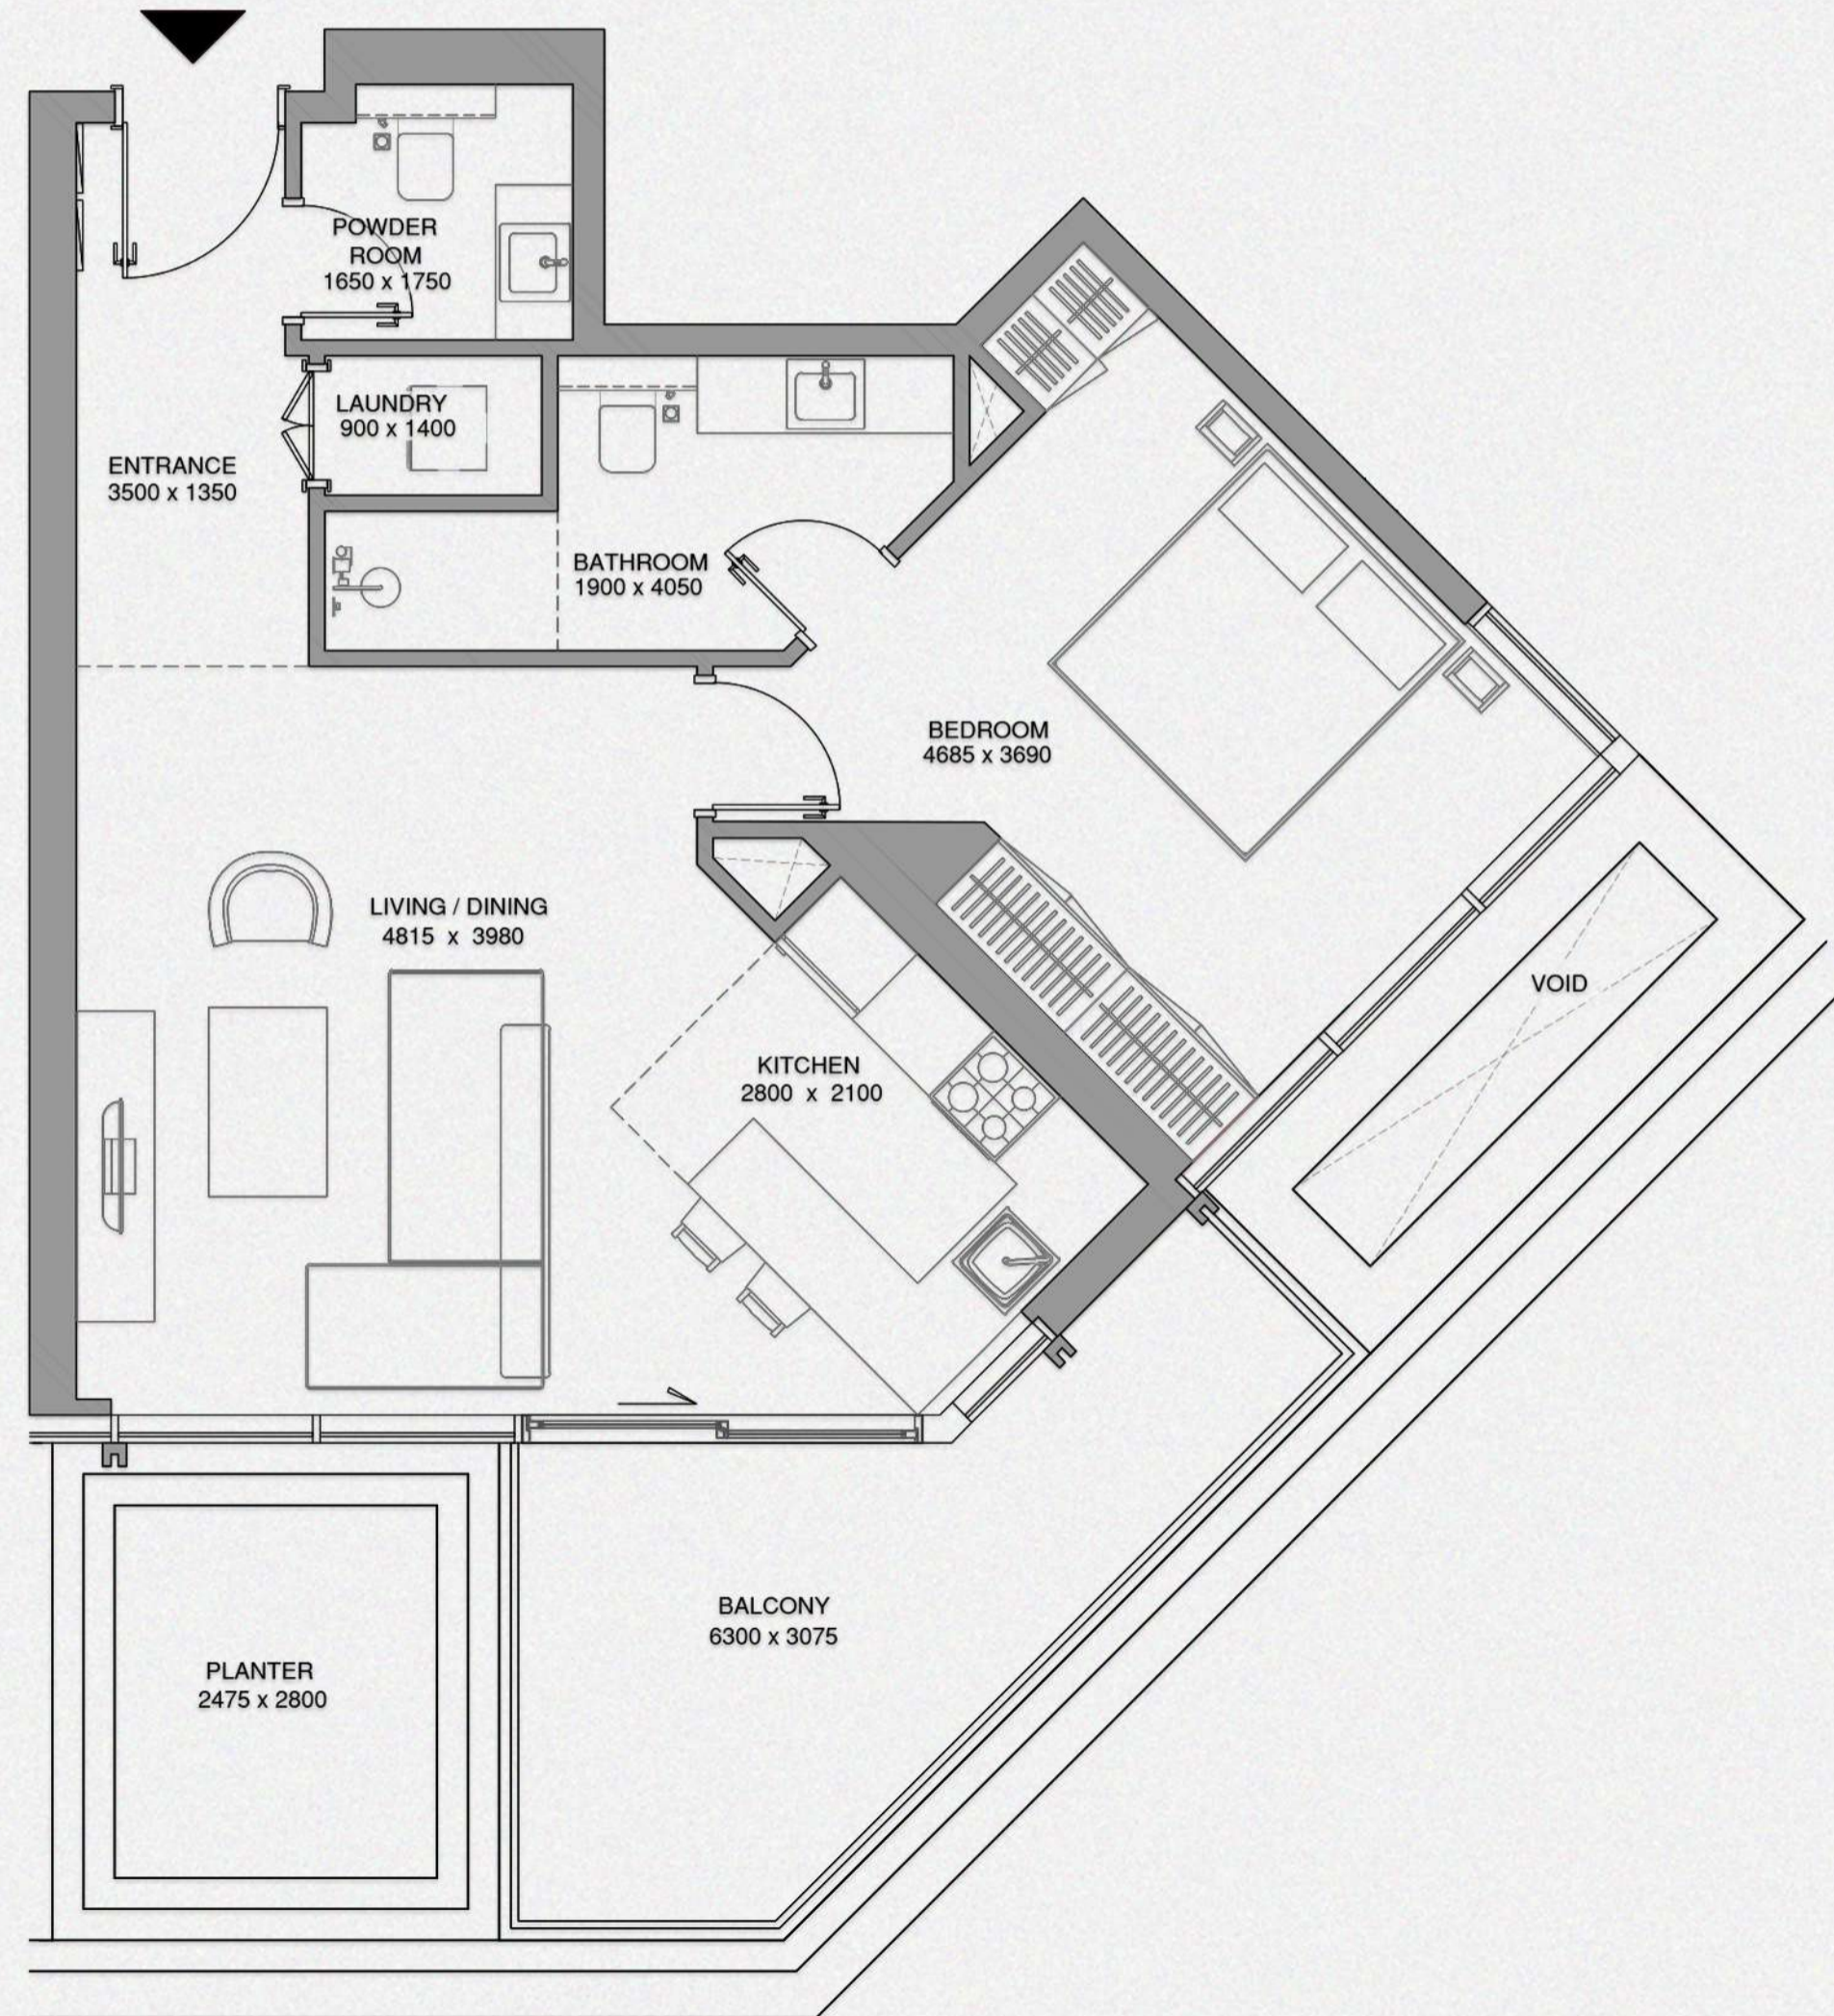 POWDER
ROOM
1650 x 1750
LAUNDRY
900 x 1400
ENTRANCE
3500 x 1350
BATHROOM
1900 x 4050
BEDROOM
4685 x 3690
LIVING / DINING
4815 x 3980
VOID
KITCHEN
2800 x 2100
BALCONY
6300 x 3075
PLANTER
2475 x 2800